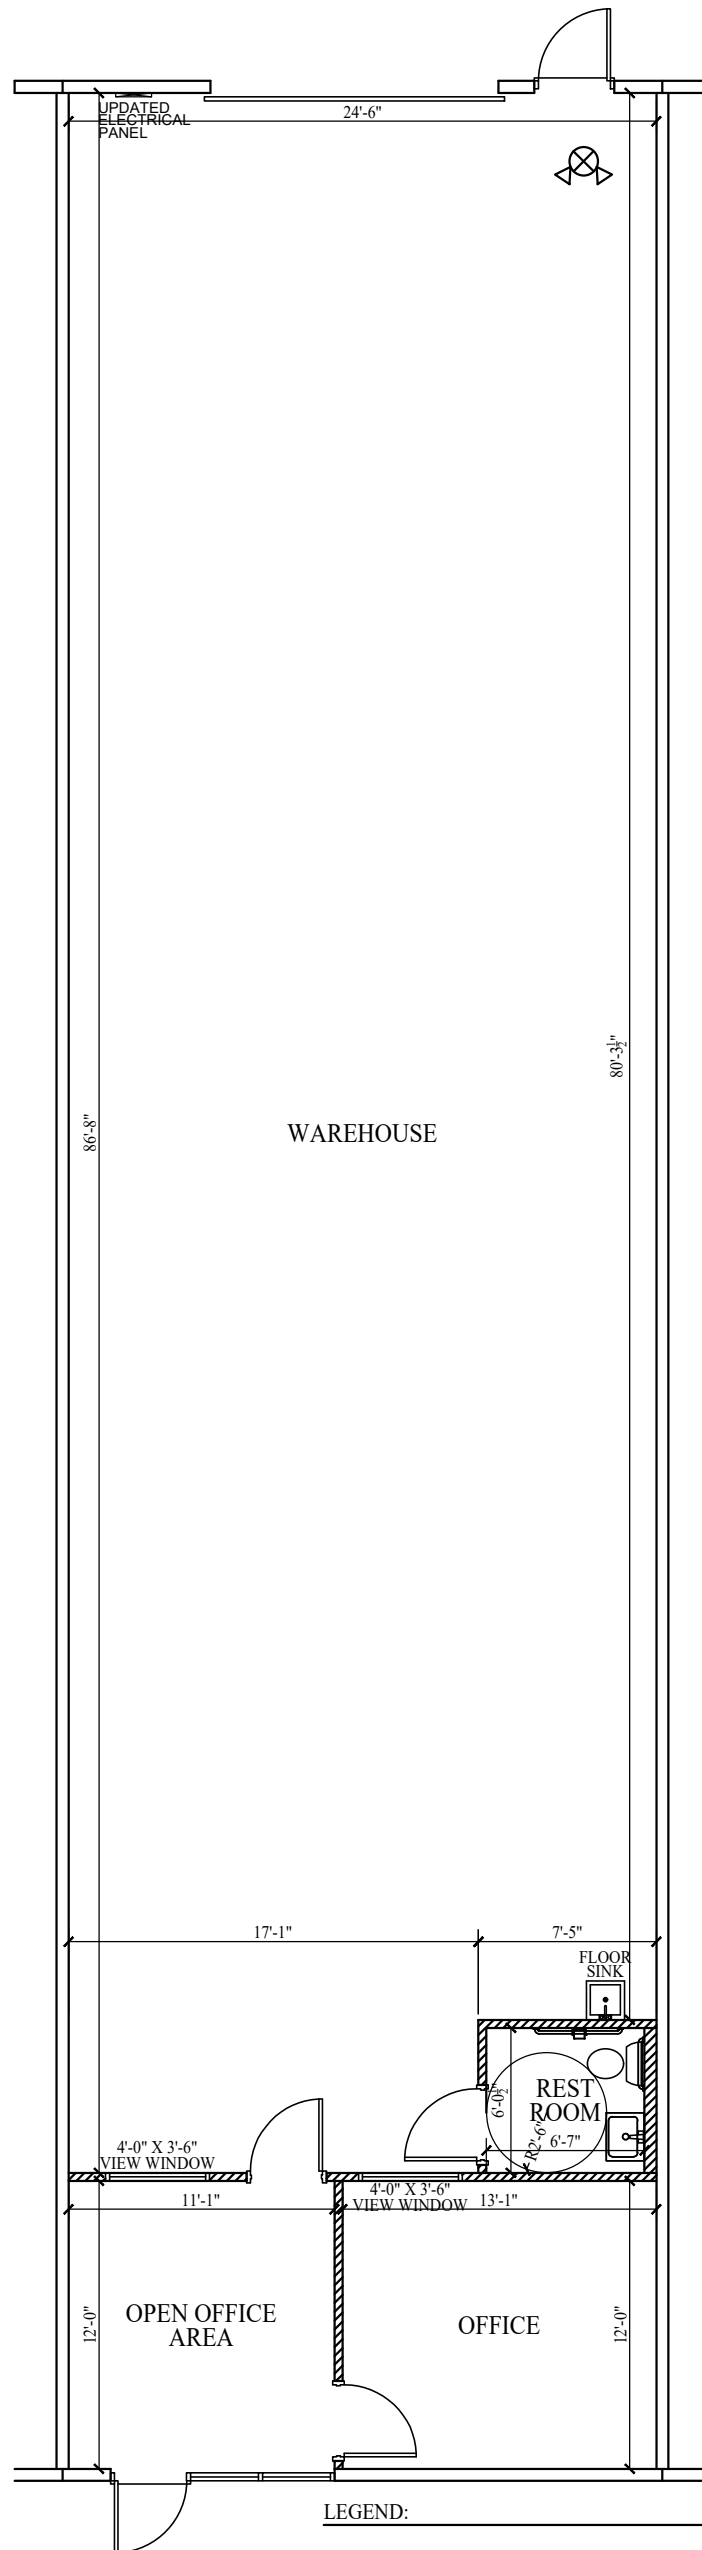 UPDATED
ELECTRICAL
PANEL
24'-6"
80'-3½"
86'-8"
WAREHOUSE
17'-1"
7'-5"
FLOOR
SINK
REST
ROOM
6'-0½"
R2'-6"
6'-7"
4'-0" X 3'-6"
VIEW WINDOW
4'-0" X 3'-6"
VIEW WINDOW
11'-1"
13'-1"
OPEN OFFICE
AREA
OFFICE
12'-0"
12'-0"
LEGEND: